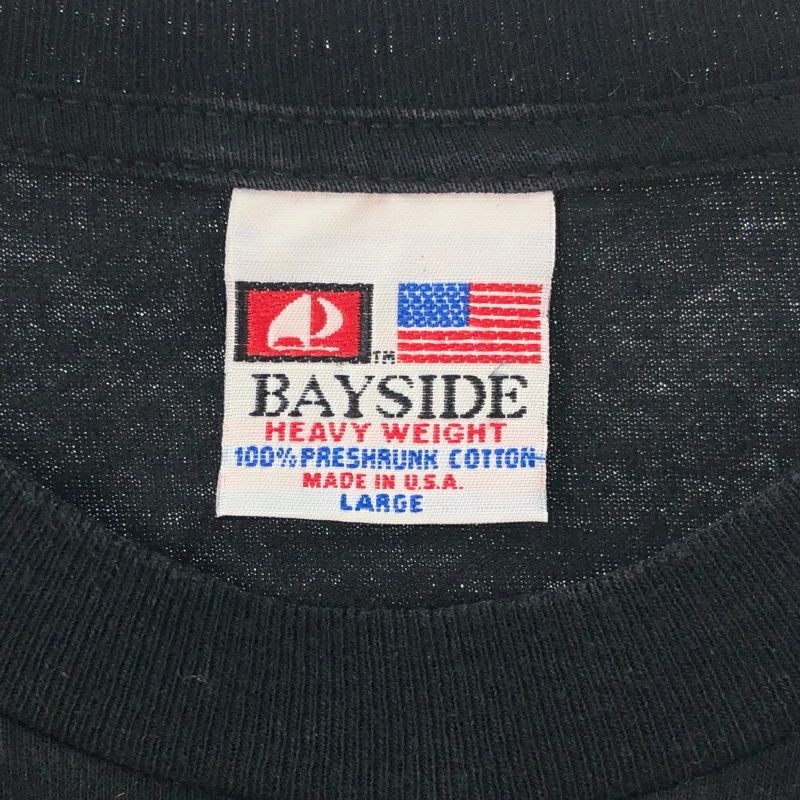 TM
BAYSIDE
HEAVY WEIGHT
100% PRESHRUNK COTTON
MADE IN U.S.A.
LARGE